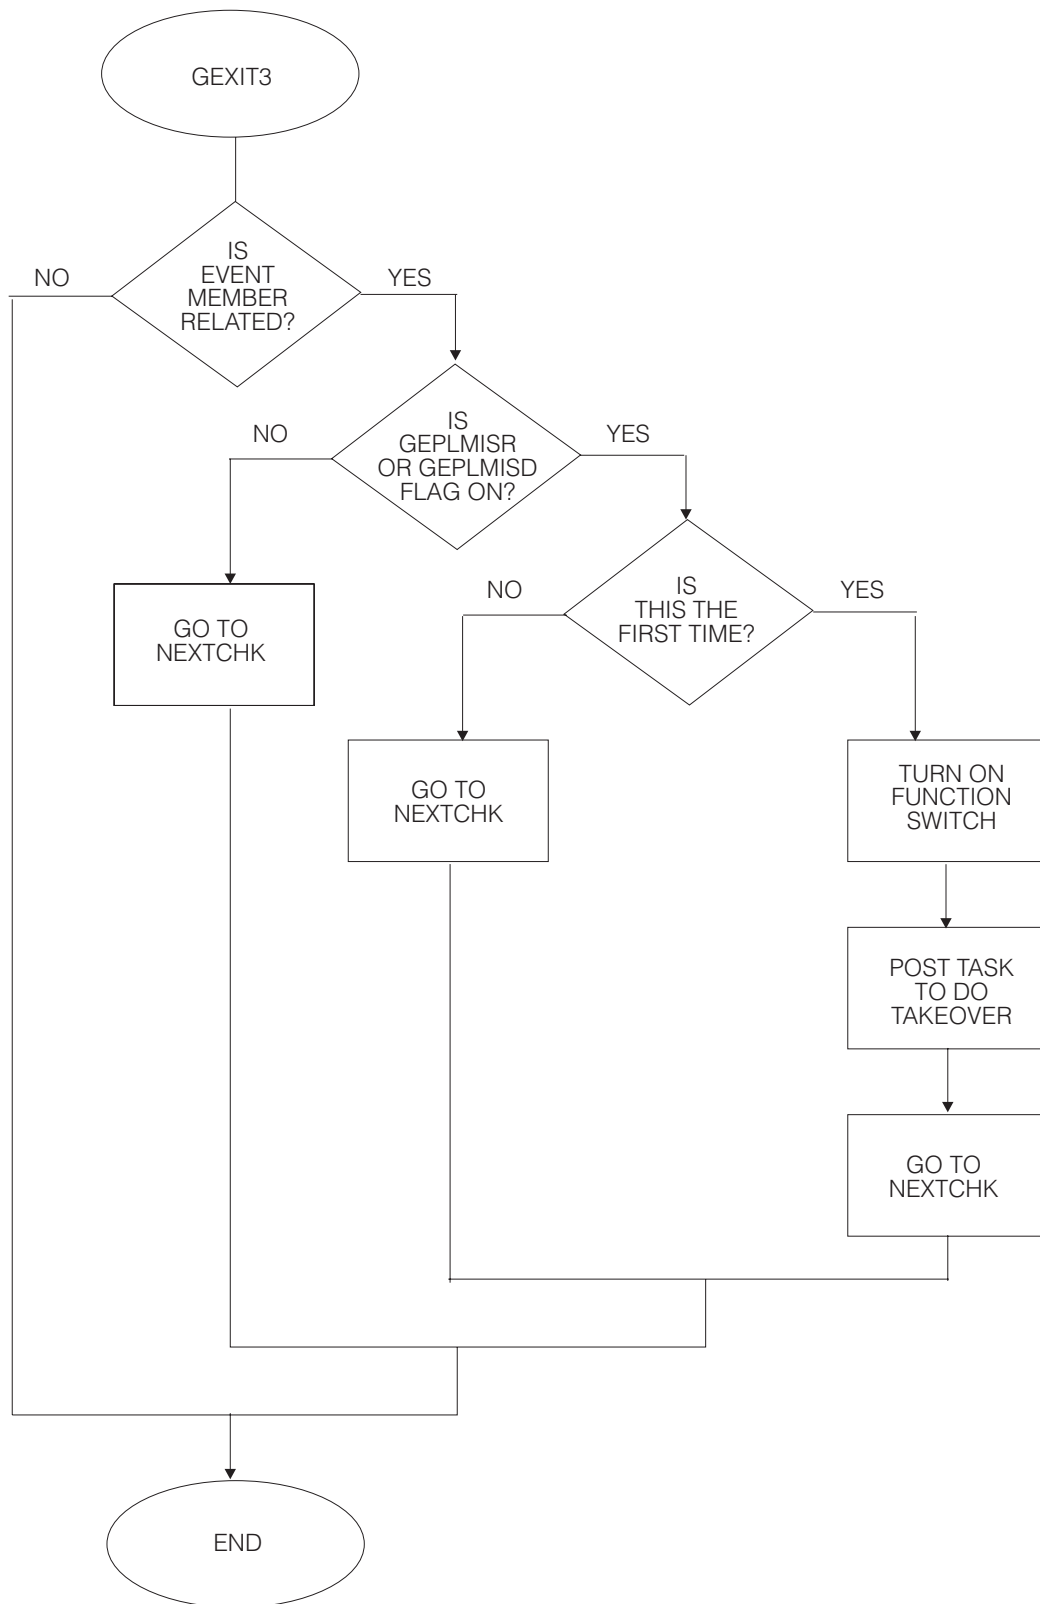 GEXIT3
IS
EVENT
MEMBER
RELATED?
NO
YES
IS
GEPLMISR
OR GEPLMISD
FLAG ON?
NO
YES
IS
THIS THE
FIRST TIME?
NO
YES
GO TO
NEXTCHK
GO TO
NEXTCHK
TURN ON
FUNCTION
SWITCH
POST TASK
TO DO
TAKEOVER
GO TO
NEXTCHK
END